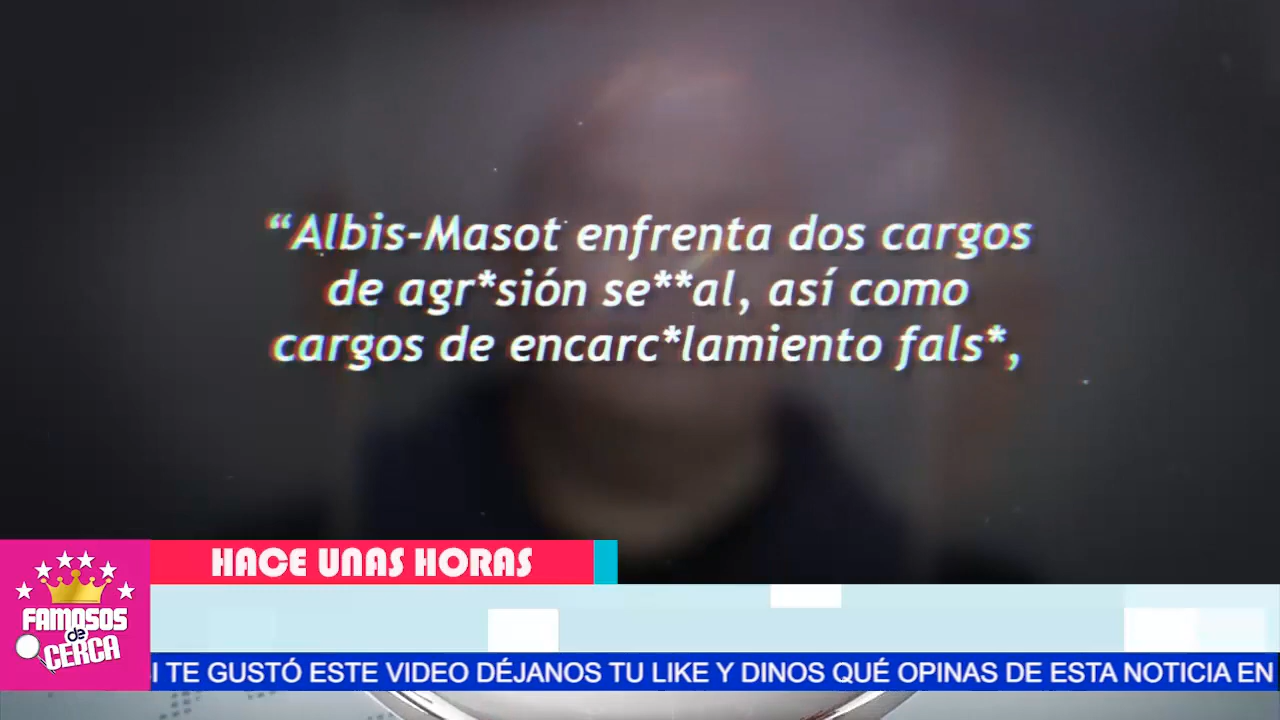 “Albis-Masot enfrenta dos cargos
de agr*sión se**al, así como
cargos de encarc*lamiento fals*,
HACE UNAS HORAS
FAMOSOS
de
CERCA
SI TE GUSTÓ ESTE VIDEO DÉJANOS TU LIKE Y DINOS QUÉ OPINAS DE ESTA NOTICIA EN